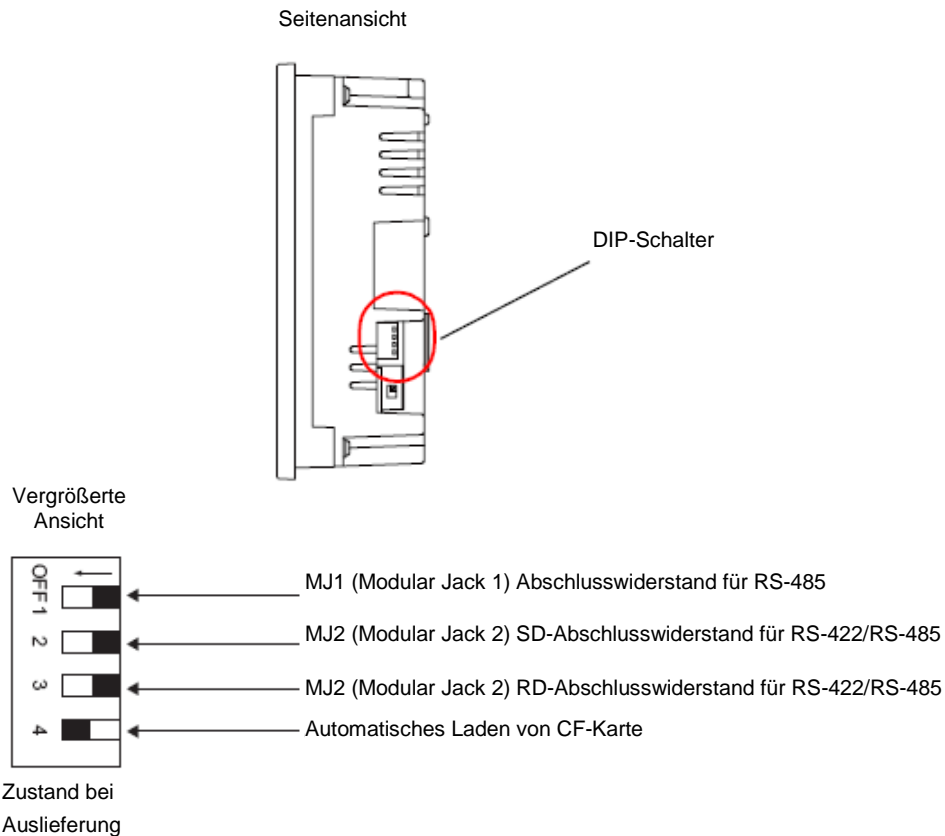 Seitenansicht
DIP-Schalter
Vergrößerte
Ansicht
OFF
1
MJ1 (Modular Jack 1) Abschlusswiderstand für RS-485
2
MJ2 (Modular Jack 2) SD-Abschlusswiderstand für RS-422/RS-485
3
MJ2 (Modular Jack 2) RD-Abschlusswiderstand für RS-422/RS-485
4
Automatisches Laden von CF-Karte
Zustand bei
Auslieferung